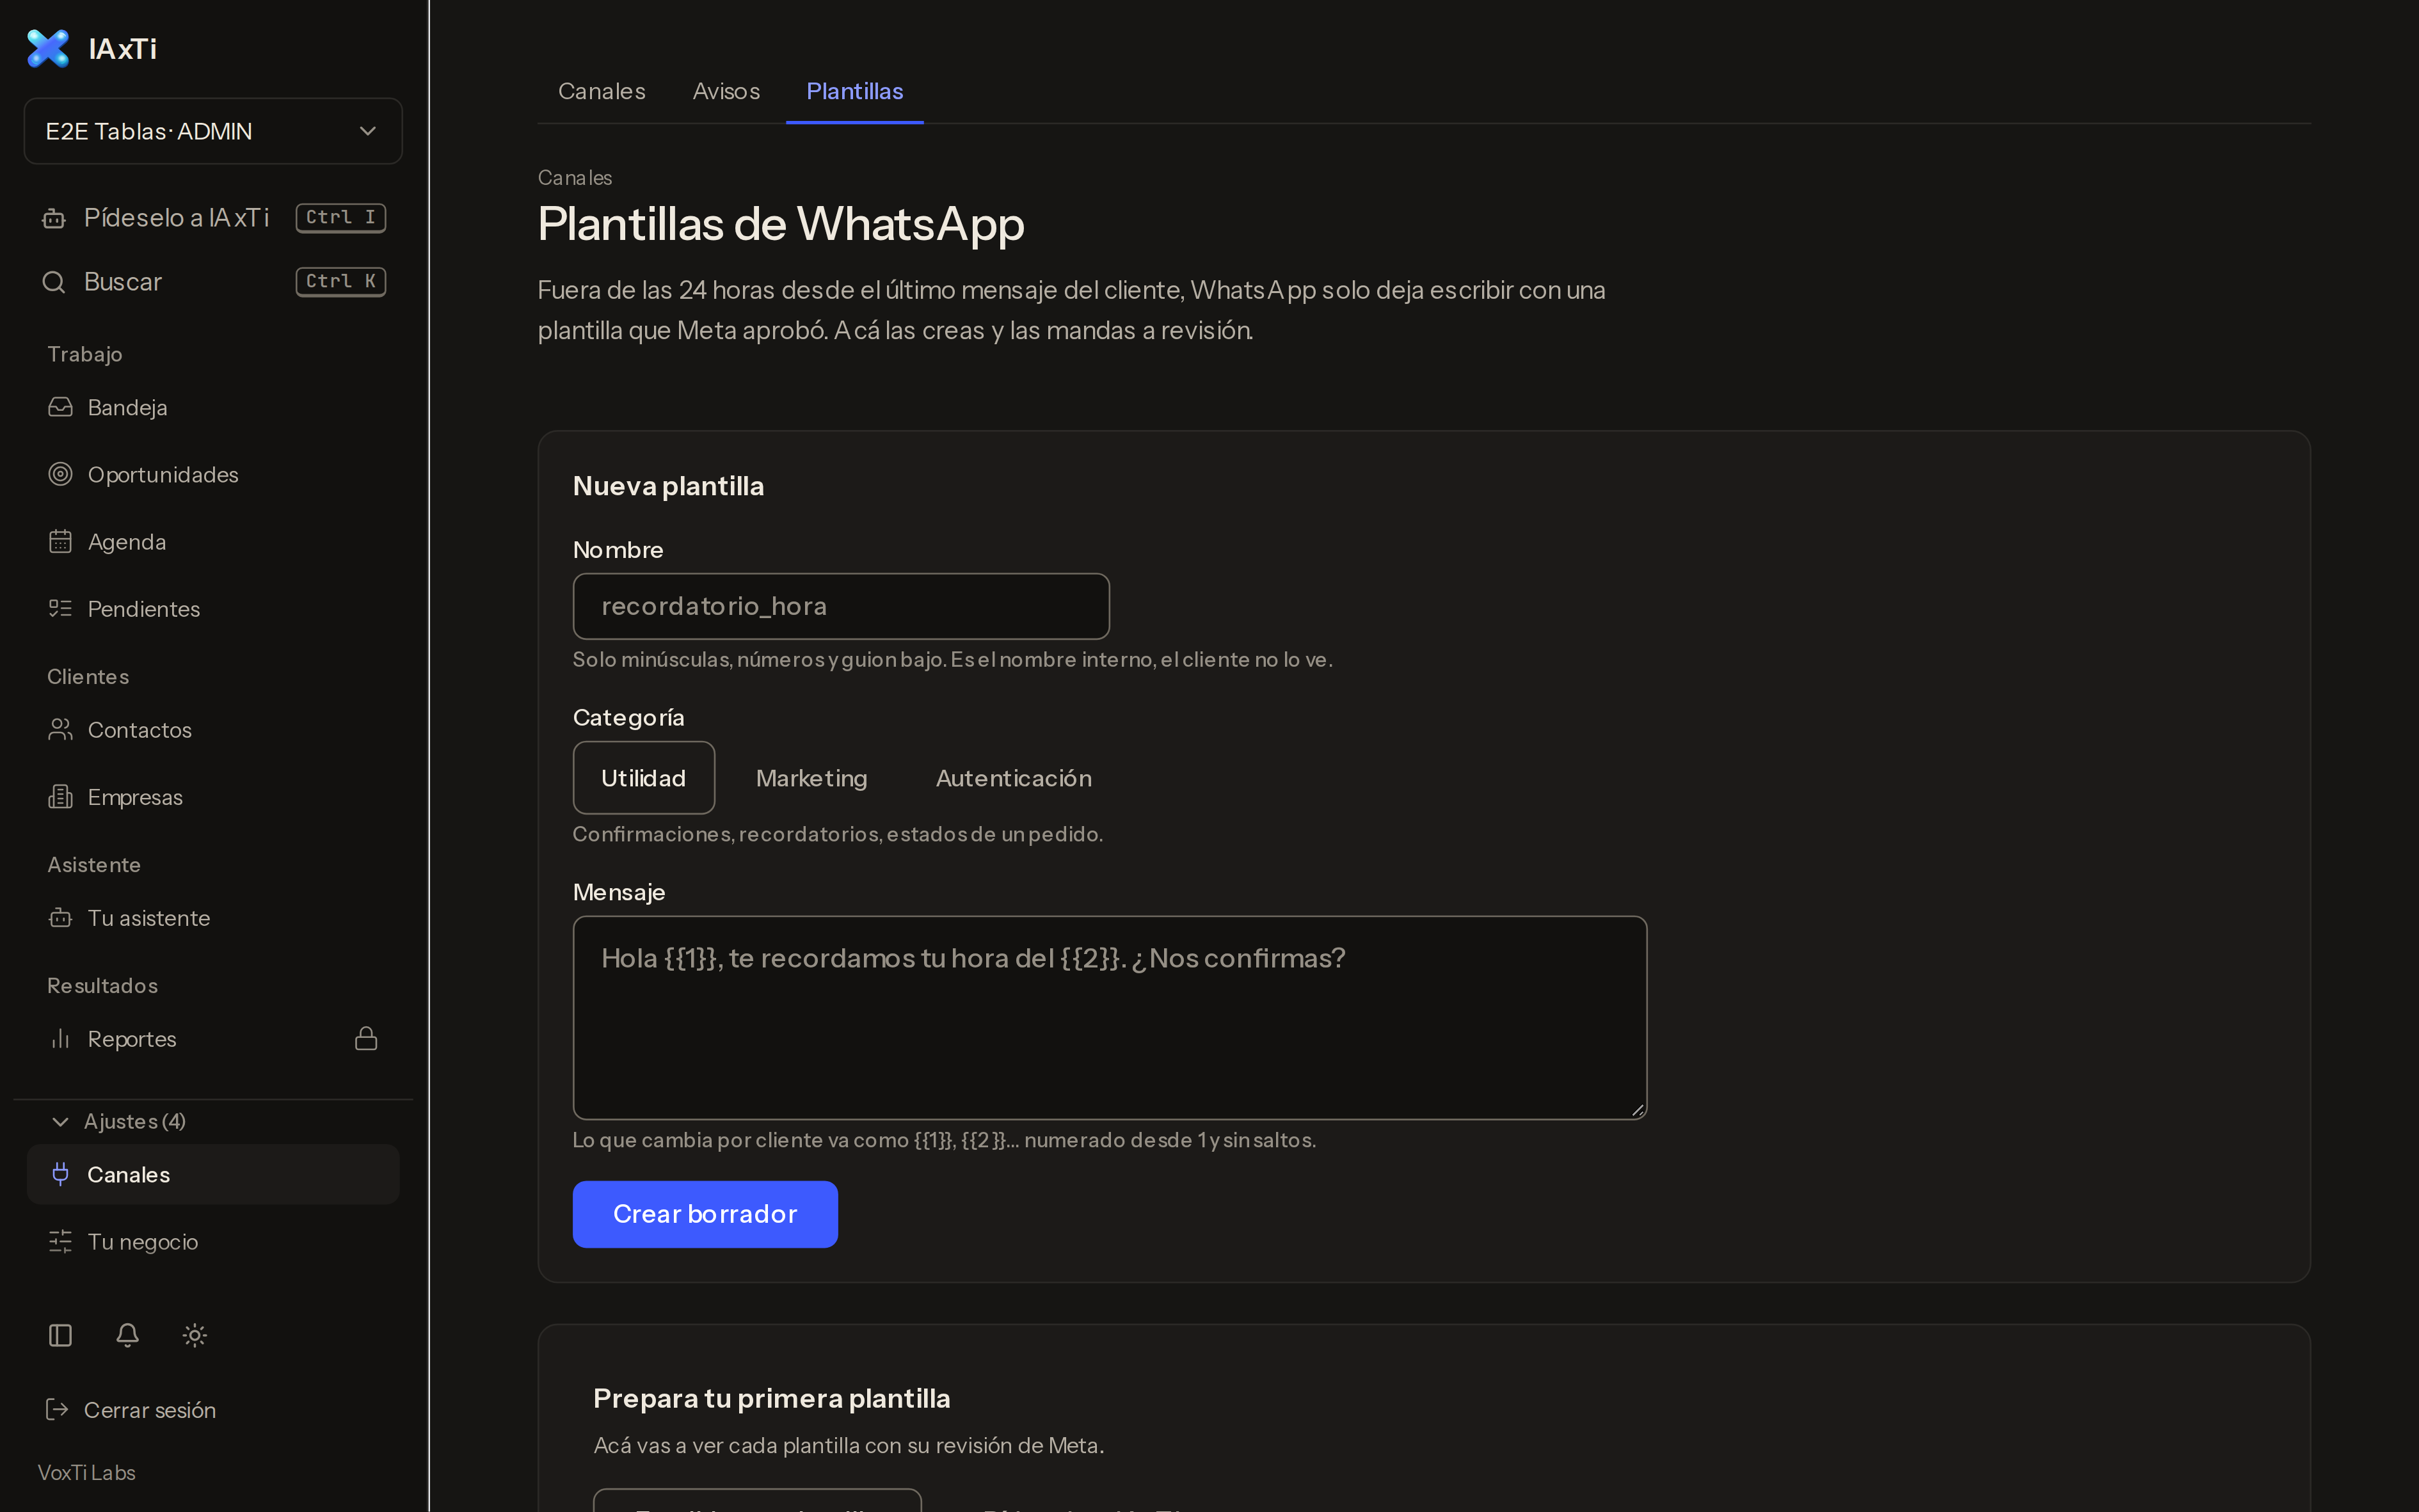 IAxTi
E2E Tablas · ADMIN
Pídeselo a IAxTi Ctrl I
Buscar Ctrl K
Trabajo
Bandeja
Oportunidades
Agenda
Pendientes
Clientes
Contactos
Empresas
Asistente
Tu asistente
Resultados
Reportes
Ajustes (4)
Canales
Tu negocio
Cerrar sesión
VoxTi Labs
Canales Avisos Plantillas
Canales
Plantillas de WhatsApp
Fuera de las 24 horas desde el último mensaje del cliente, WhatsApp solo deja escribir con una
plantilla que Meta aprobó. Acá las creas y las mandas a revisión.
Nueva plantilla
Nombre
recordatorio_hora
Solo minúsculas, números y guion bajo. Es el nombre interno, el cliente no lo ve.
Categoría
Utilidad Marketing Autenticación
Confirmaciones, recordatorios, estados de un pedido.
Mensaje
Hola {{1}}, te recordamos tu hora del {{2}}. ¿Nos confirmas?
Lo que cambia por cliente va como {{1}}, {{2}}... numerado desde 1 y sin saltos.
Crear borrador
Prepara tu primera plantilla
Acá vas a ver cada plantilla con su revisión de Meta.